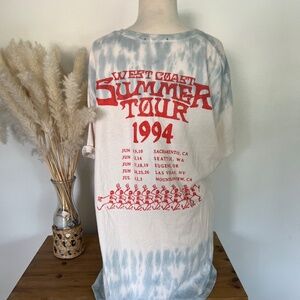 WEST COAST
SUMMER
TOUR
1994
JUN SACRAMENTO, CA
JUN SEATTLE, WA
JUN EUGENE, OR
JUN LAS VEGAS, NV
JUL MOUNTAIN VIEW, CA